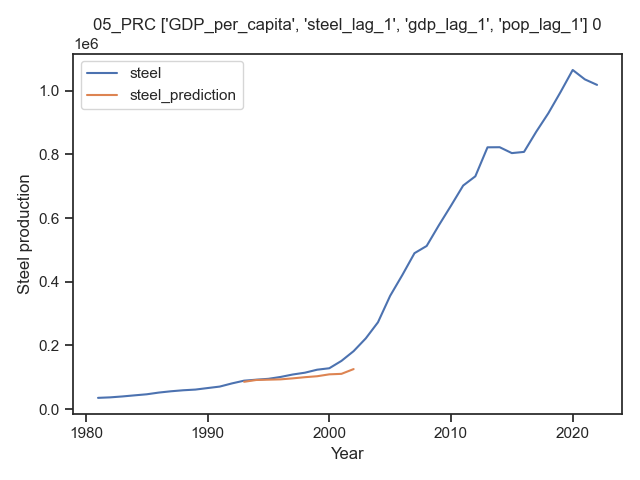 05_PRC ['GDP_per_capita', 'steel_lag_1', 'gdp_lag_1', 'pop_lag_1'] 0
1e6
steel
steel_prediction
1.0
0.8
0.6
0.4
0.2
0.0
Steel production
1980
1990
2000
2010
2020
Year